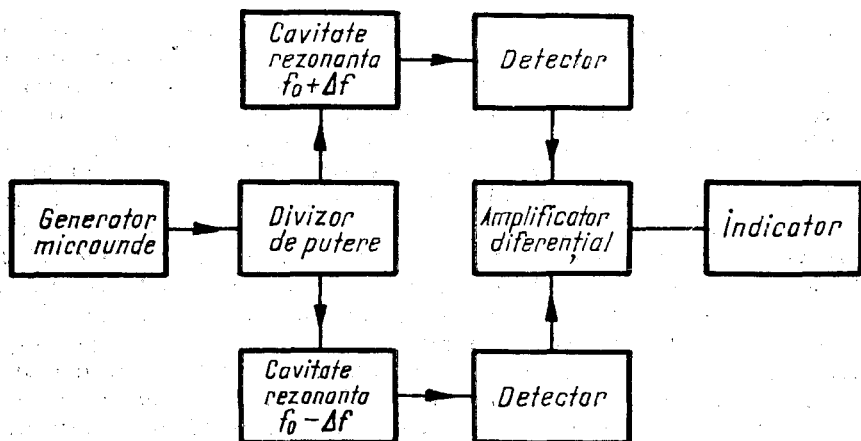 Cavitate
rezonanta
f₀+Δf
Detector
Generator
microunde
Divizor
de putere
Amplificator
diferențial
Indicator
Cavitate
rezonanta
f₀−Δf
Detector